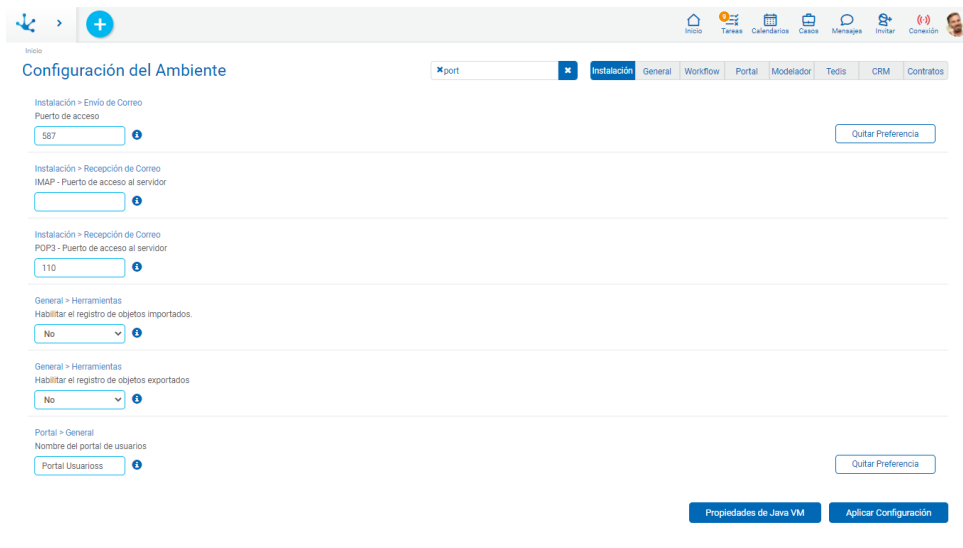 Inicio
9
Tareas
Calendarios
Casos
Mensajes
Invitar
Conexión
Inicio
Configuración del Ambiente
port
Instalación
General
Workflow
Portal
Modelador
Tedis
CRM
Contratos
Instalación > Envío de Correo
Puerto de acceso
587
Quitar Preferencia
Instalación > Recepción de Correo
IMAP - Puerto de acceso al servidor
Instalación > Recepción de Correo
POP3 - Puerto de acceso al servidor
110
General > Herramientas
Habilitar el registro de objetos importados.
No
General > Herramientas
Habilitar el registro de objetos exportados
No
Portal > General
Nombre del portal de usuarios
Portal Usuarioss
Quitar Preferencia
Propiedades de Java VM
Aplicar Configuración